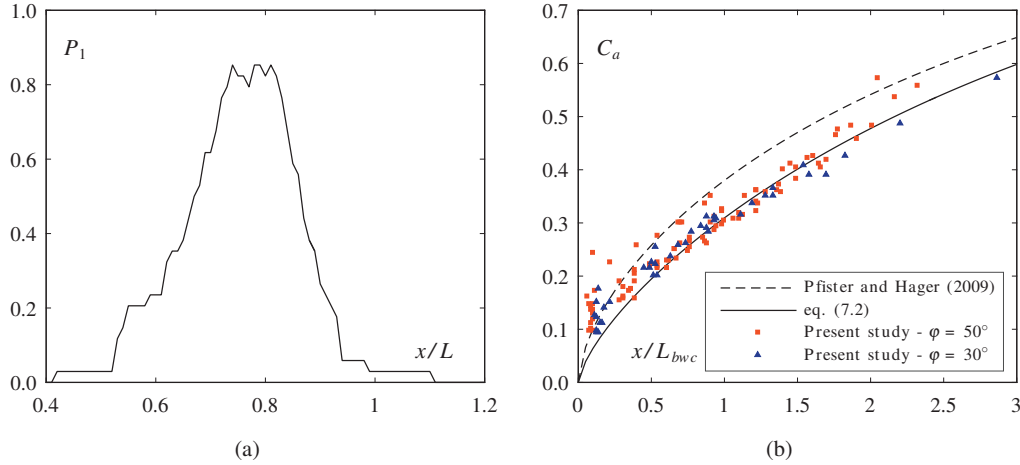 1.0
0.8
0.6
0.4
0.2
0.0
P1
x/L
0.4
0.6
0.8
1
1.2
(a)
0.7
0.6
0.5
0.4
0.3
0.2
0.1
0.0
Ca
x/Lbwc
Pfister and Hager (2009)
eq. (7.2)
Present study - φ = 50°
Present study - φ = 30°
0
0.5
1
1.5
2
2.5
3
(b)